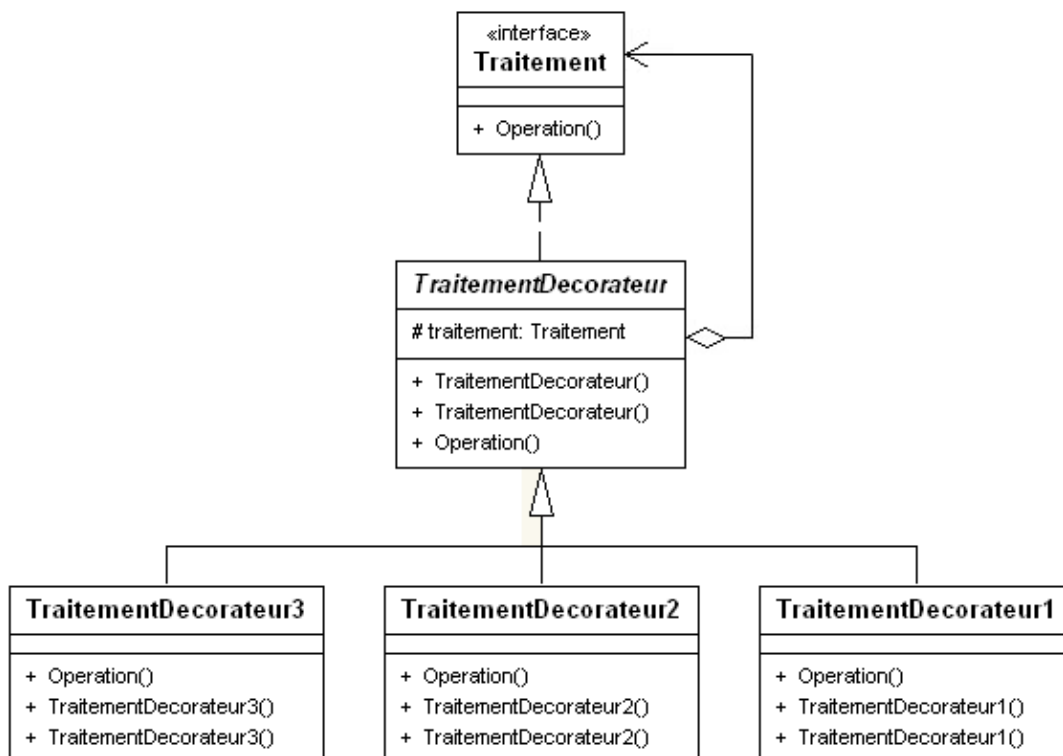 «interface»
Traitement
+ Operation()
TraitementDecorateur
# traitement: Traitement
+ TraitementDecorateur()
+ TraitementDecorateur()
+ Operation()
TraitementDecorateur3
+ Operation()
+ TraitementDecorateur3()
+ TraitementDecorateur3()
TraitementDecorateur2
+ Operation()
+ TraitementDecorateur2()
+ TraitementDecorateur2()
TraitementDecorateur1
+ Operation()
+ TraitementDecorateur1()
+ TraitementDecorateur1()